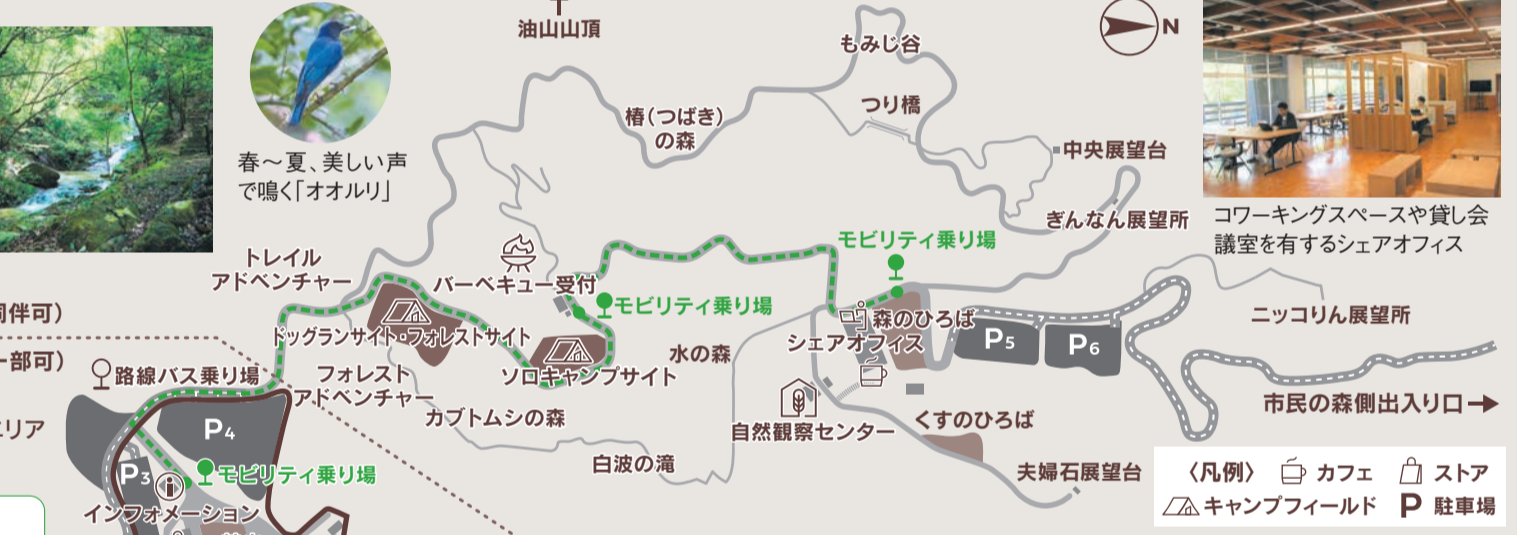 油山山頂
もみじ谷
N
つり橋
椿(つばき)
の森
中央展望台
春～夏、美しい声
で鳴く「オオルリ」
ぎんなん展望所
コワーキングスペースや貸し会
議室を有するシェアオフィス
モビリティ乗り場
トレイル
アドベンチャー
バーベキュー受付
モビリティ乗り場
同伴可)
ニッコりん展望所
森のひろば
シェアオフィス
P5
P6
ドッグランサイト・フォレストサイト
水の森
一部可)
路線バス乗り場
フォレスト
アドベンチャー
ソロキャンプサイト
市民の森側出入り口
カブトムシの森
自然観察センター
くすのひろば
エリア
P4
白波の滝
夫婦石展望台
P3
モビリティ乗り場
インフォメーション
〈凡例〉 カフェ ストア
キャンプフィールド P 駐車場